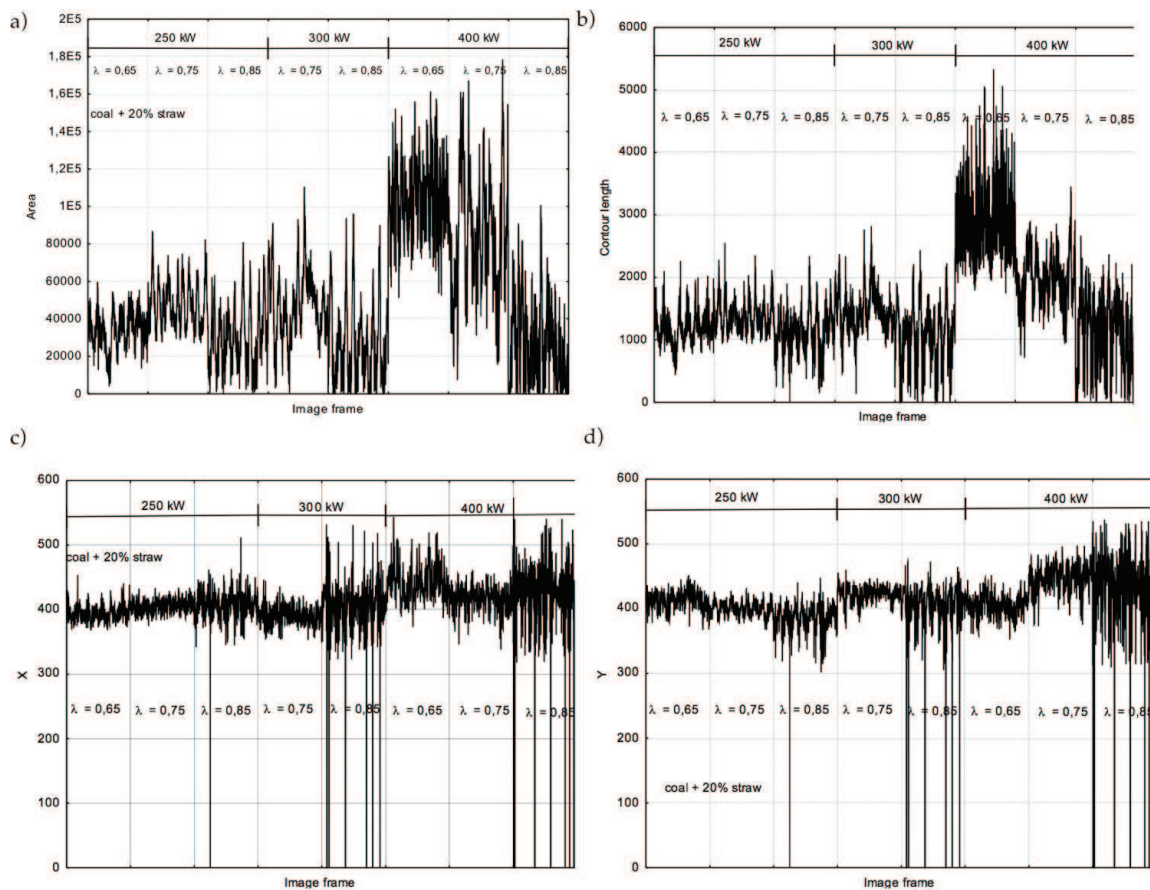 a)
2E5
1,8E5
1,6E5
1,4E5
1,2E5
1E5
80000
60000
40000
20000
0
Area
250 kW 300 kW 400 kW
λ = 0,65 λ = 0,75 λ = 0,85 λ = 0,75 λ = 0,85 λ = 0,65 λ = 0,75 λ = 0,85
coal + 20% straw
Image frame
b)
6000
5000
4000
3000
2000
1000
0
Contour length
250 kW 300 kW 400 kW
λ = 0,65 λ = 0,75 λ = 0,85 λ = 0,75 λ = 0,85 λ = 0,65 λ = 0,75 λ = 0,85
Image frame
c)
600
500
400
300
200
100
0
X
250 kW 300 kW 400 kW
coal + 20% straw
λ = 0,65 λ = 0,75 λ = 0,85 λ = 0,75 λ = 0,85 λ = 0,65 λ = 0,75 λ = 0,85
Image frame
d)
600
500
400
300
200
100
0
Y
250 kW 300 kW 400 kW
λ = 0,65 λ = 0,75 λ = 0,85 λ = 0,75 λ = 0,85 λ = 0,65 λ = 0,75 λ = 0,85
coal + 20% straw
Image frame